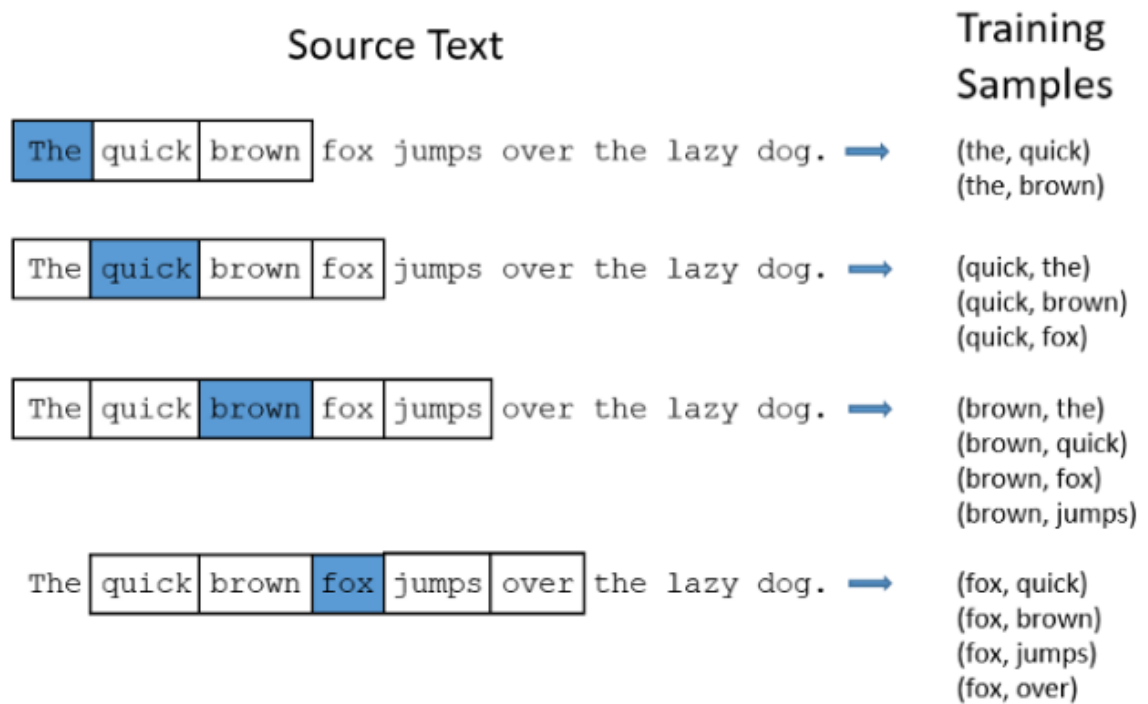 Source Text
Training
Samples
The quick brown fox jumps over the lazy dog.
(the, quick)
(the, brown)
The quick brown fox jumps over the lazy dog.
(quick, the)
(quick, brown)
(quick, fox)
The quick brown fox jumps over the lazy dog.
(brown, the)
(brown, quick)
(brown, fox)
(brown, jumps)
The quick brown fox jumps over the lazy dog.
(fox, quick)
(fox, brown)
(fox, jumps)
(fox, over)